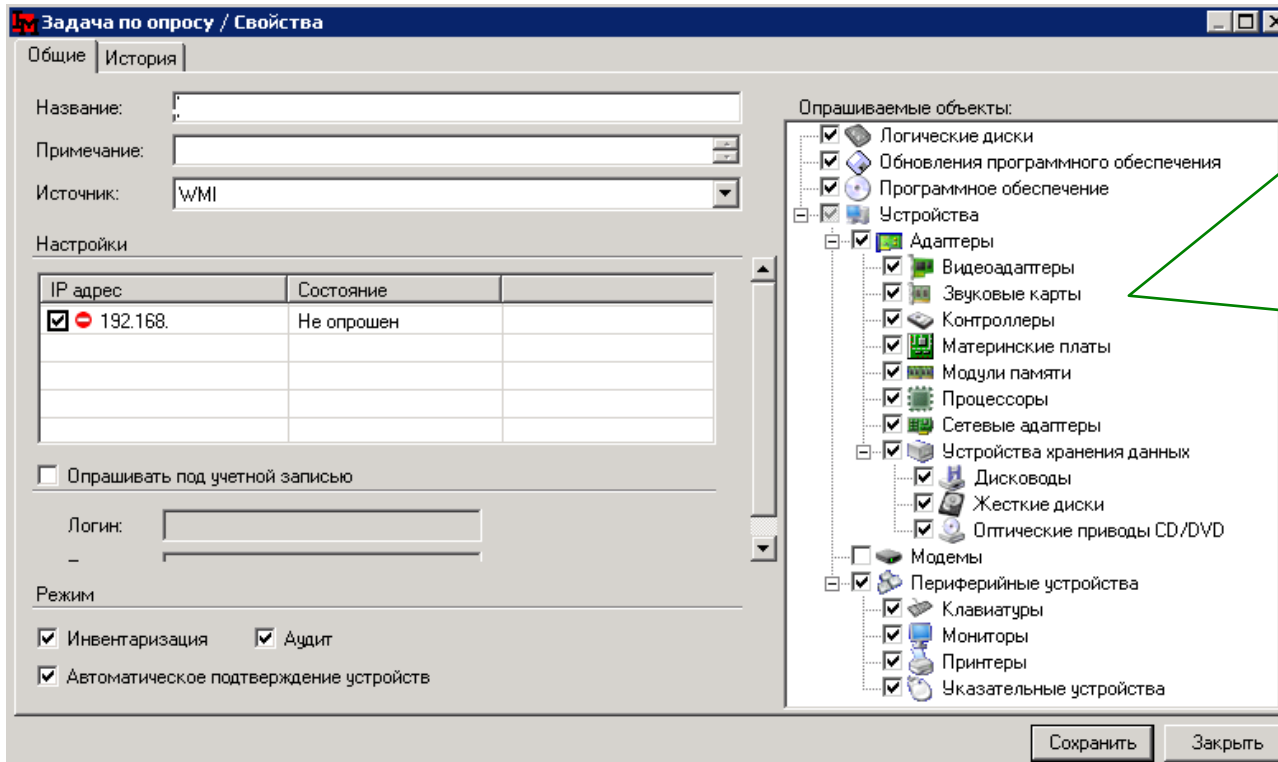 Задача по опросу / Свойства
Общие
История
Название:
Примечание:
Источник:
WMI
Настройки
IP адрес
Состояние
192.168.
Не опрошен
Опрашивать под учетной записью
Логин:
Режим
Инвентаризация
Аудит
Автоматическое подтверждение устройств
Опрашиваемые объекты:
Логические диски
Обновления программного обеспечения
Программное обеспечение
Устройства
Адаптеры
Видеоадаптеры
Звуковые карты
Контроллеры
Материнские платы
Модули памяти
Процессоры
Сетевые адаптеры
Устройства хранения данных
Дисководы
Жесткие диски
Оптические приводы CD/DVD
Модемы
Периферийные устройства
Клавиатуры
Мониторы
Принтеры
Указательные устройства
Сохранить
Закрыть